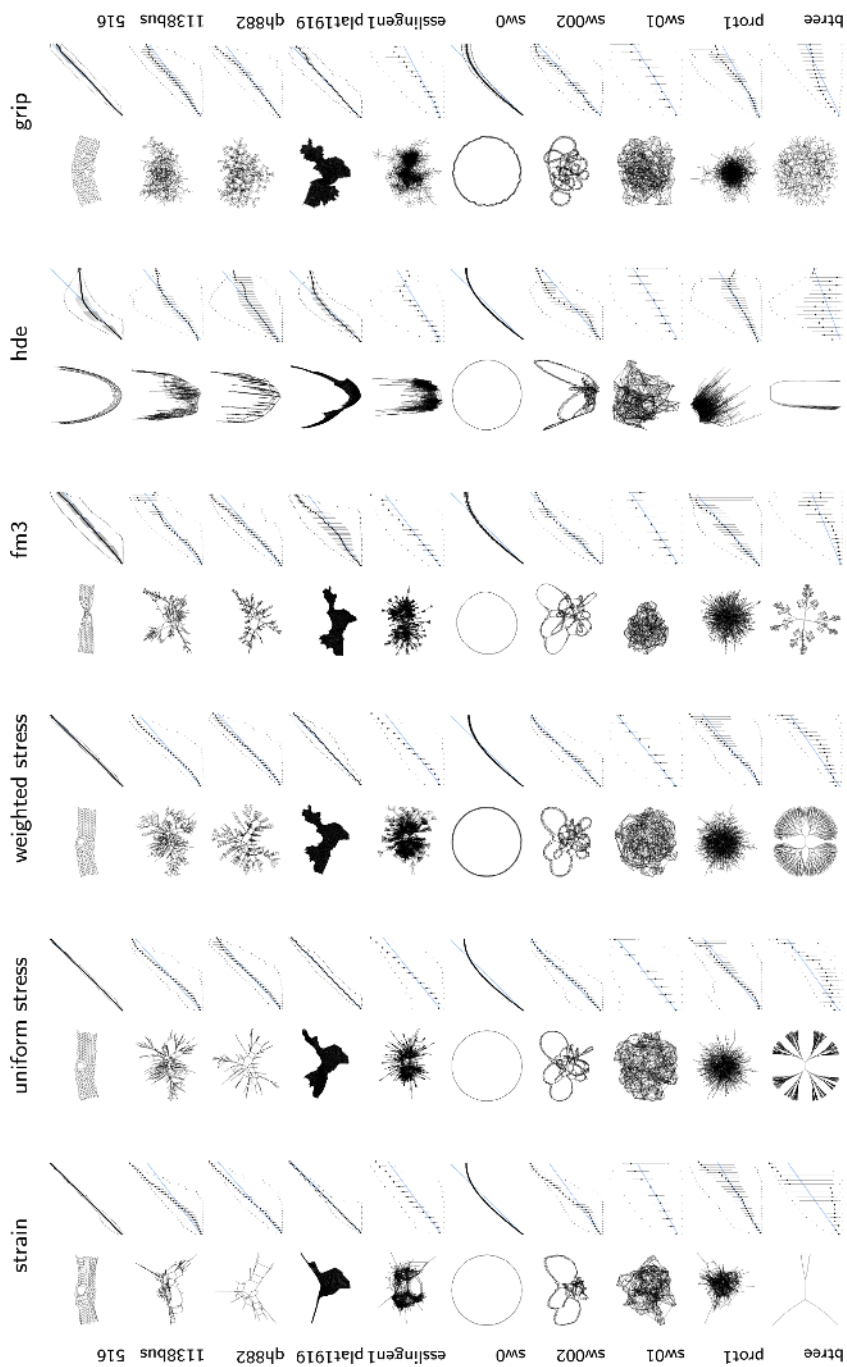 516 1138bus qh882 plat1919 esslingen1 sw0 sw002 sw01 prot1 btree
grip
hde
fm3
weighted stress
uniform stress
strain
516 1138bus qh882 plat1919 esslingen1 sw0 sw002 sw01 prot1 btree